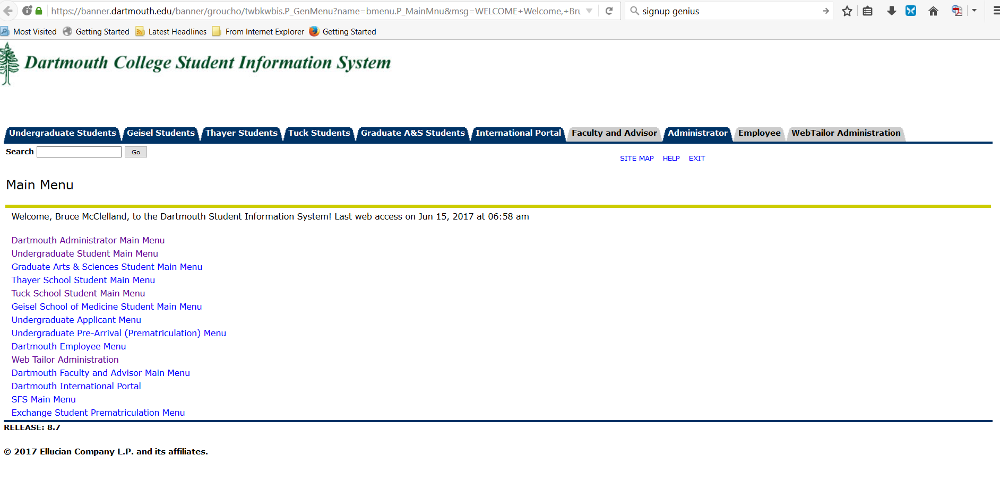 https://banner.dartmouth.edu/banner/groucho/twbkwbis.P_GenMenu?name=bmenu.P_MainMnu&msg=WELCOME+Welcome,+Bru
signup genius
Most Visited Getting Started Latest Headlines From Internet Explorer Getting Started
Dartmouth College Student Information System
Undergraduate Students Geisel Students Thayer Students Tuck Students Graduate A&S Students International Portal Faculty and Advisor Administrator Employee WebTailor Administration
Search Go
SITE MAP HELP EXIT
Main Menu
Welcome, Bruce McClelland, to the Dartmouth Student Information System! Last web access on Jun 15, 2017 at 06:58 am
Dartmouth Administrator Main Menu
Undergraduate Student Main Menu
Graduate Arts & Sciences Student Main Menu
Thayer School Student Main Menu
Tuck School Student Main Menu
Geisel School of Medicine Student Main Menu
Undergraduate Applicant Menu
Undergraduate Pre-Arrival (Prematriculation) Menu
Dartmouth Employee Menu
Web Tailor Administration
Dartmouth Faculty and Advisor Main Menu
Dartmouth International Portal
SFS Main Menu
Exchange Student Prematriculation Menu
RELEASE: 8.7
© 2017 Ellucian Company L.P. and its affiliates.